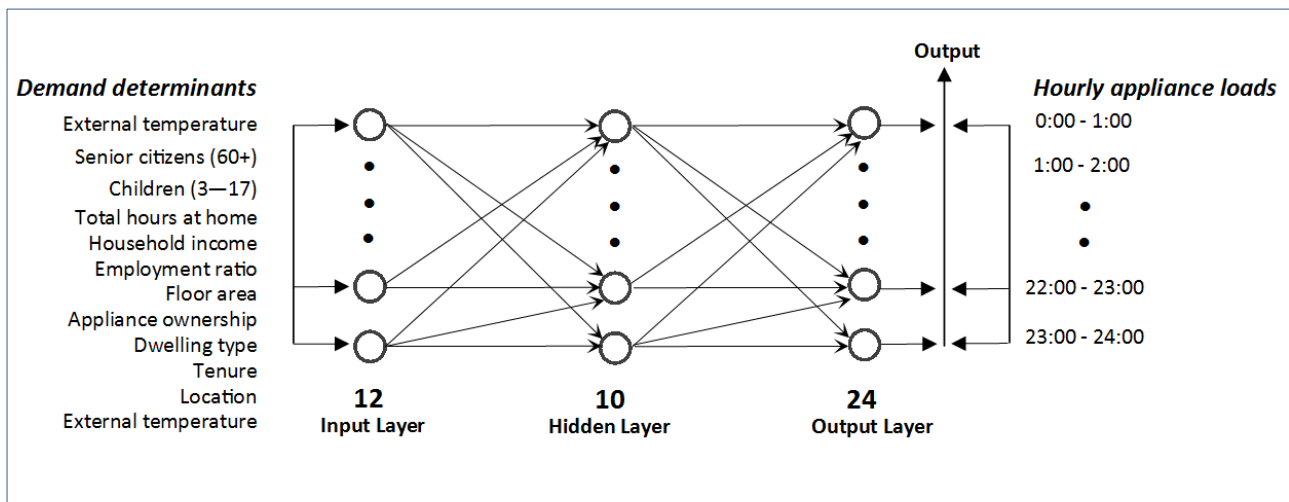 Output
Demand determinants
Hourly appliance loads
External temperature
Senior citizens (60+)
Children (3—17)
Total hours at home
Household income
Employment ratio
Floor area
Appliance ownership
Dwelling type
Tenure
Location
External temperature
12
Input Layer
10
Hidden Layer
24
Output Layer
0:00 - 1:00
1:00 - 2:00
22:00 - 23:00
23:00 - 24:00